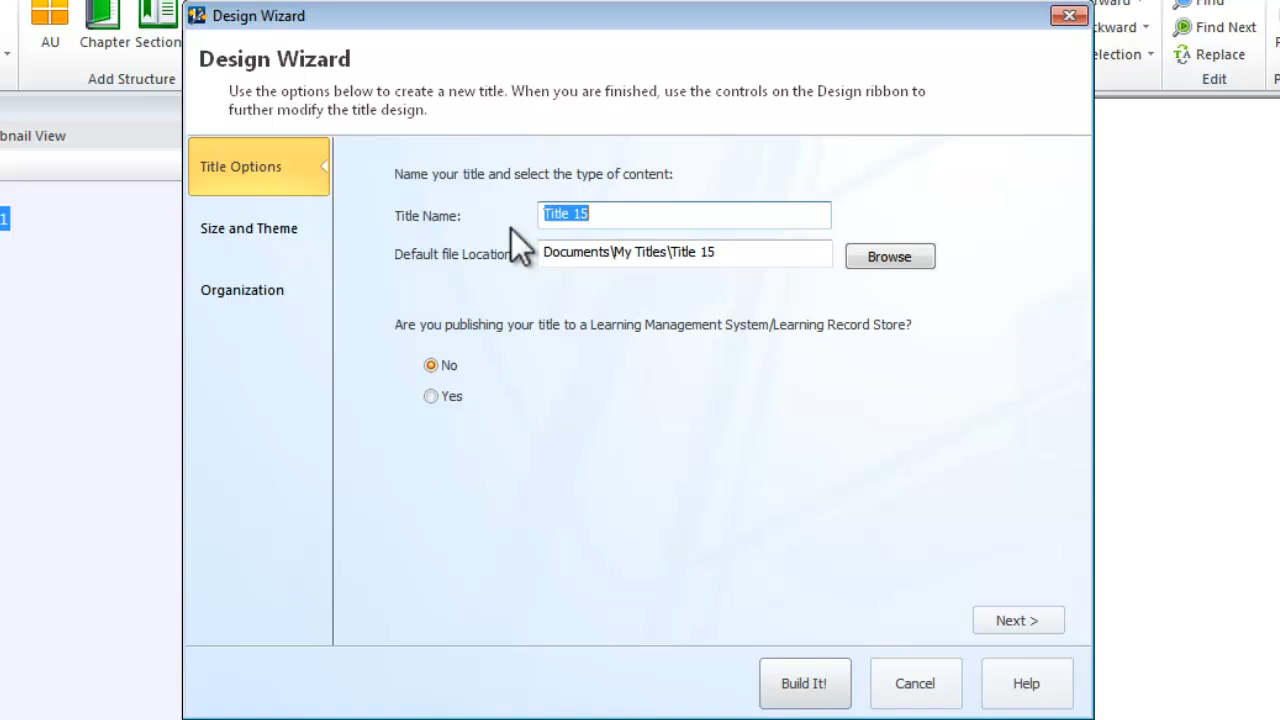 Design Wizard
AU
Chapter Section
Add Structure
Find
Find Next
Replace
Edit
Design Wizard
Use the options below to create a new title. When you are finished, use the controls on the Design ribbon to
further modify the title design.
Title Options
Size and Theme
Organization
Name your title and select the type of content:
Title Name: Title 15
Default file Location Documents\My Titles\Title 15 Browse
Are you publishing your title to a Learning Management System/Learning Record Store?
No
Yes
Next >
Build It! Cancel Help
View
1